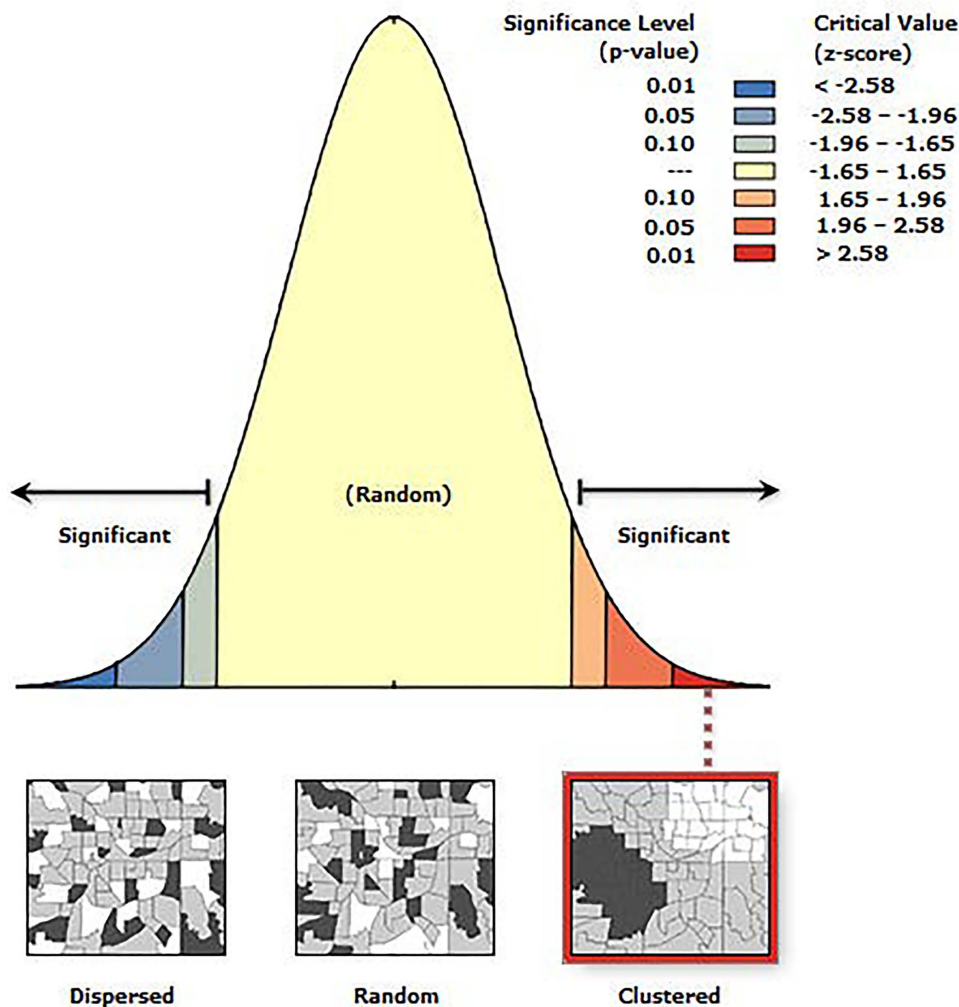 Significance Level
(p-value)
Critical Value
(z-score)
0.01 < -2.58
0.05 -2.58 – -1.96
0.10 -1.96 – -1.65
--- -1.65 – 1.65
0.10 1.65 – 1.96
0.05 1.96 – 2.58
0.01 > 2.58
(Random)
Significant
Significant
Dispersed
Random
Clustered